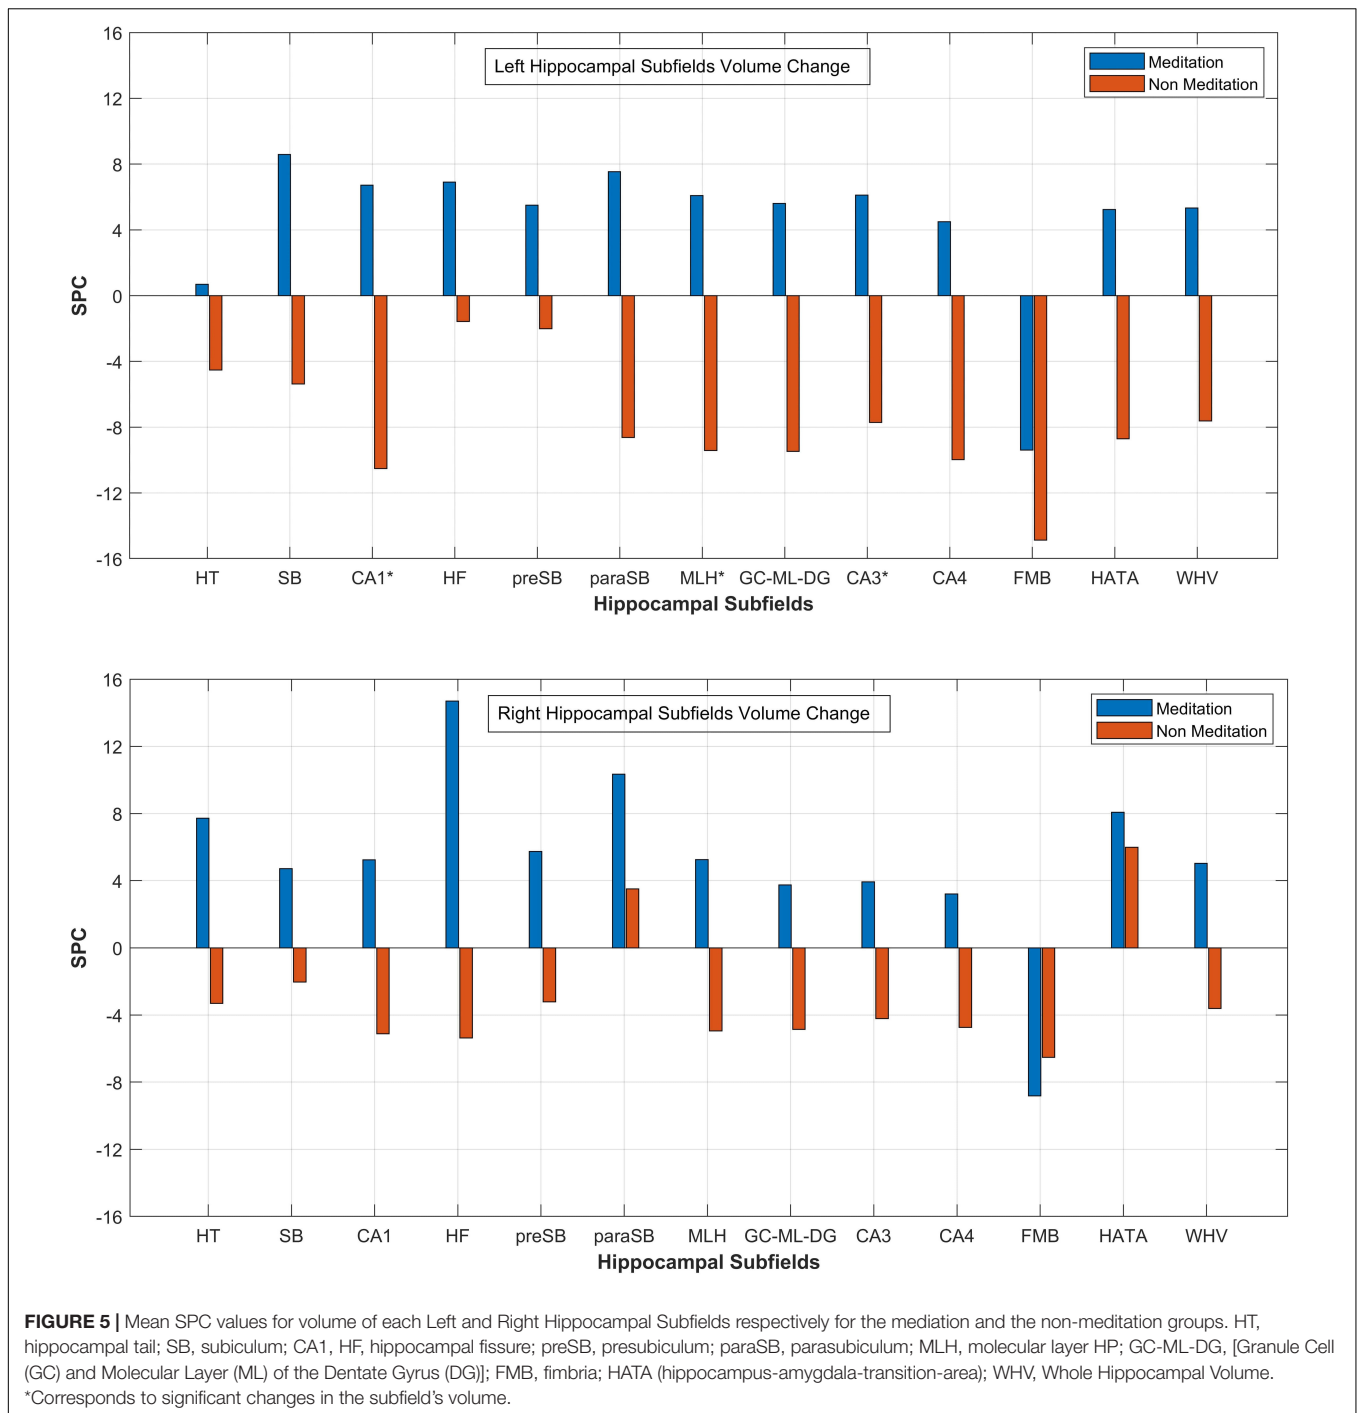 Left Hippocampal Subfields Volume Change
Meditation
Non Meditation
16
12
8
4
0
-4
-8
-12
-16
SPC
HT SB CA1* HF preSB paraSB MLH* GC-ML-DG CA3* CA4 FMB HATA WHV
Hippocampal Subfields
Right Hippocampal Subfields Volume Change
Meditation
Non Meditation
16
12
8
4
0
-4
-8
-12
-16
SPC
HT SB CA1 HF preSB paraSB MLH GC-ML-DG CA3 CA4 FMB HATA WHV
Hippocampal Subfields
FIGURE 5 | Mean SPC values for volume of each Left and Right Hippocampal Subfields respectively for the mediation and the non-meditation groups. HT,
hippocampal tail; SB, subiculum; CA1, HF, hippocampal fissure; preSB, presubiculum; paraSB, parasubiculum; MLH, molecular layer HP; GC-ML-DG, [Granule Cell
(GC) and Molecular Layer (ML) of the Dentate Gyrus (DG)]; FMB, fimbria; HATA (hippocampus-amygdala-transition-area); WHV, Whole Hippocampal Volume.
*Corresponds to significant changes in the subfield's volume.